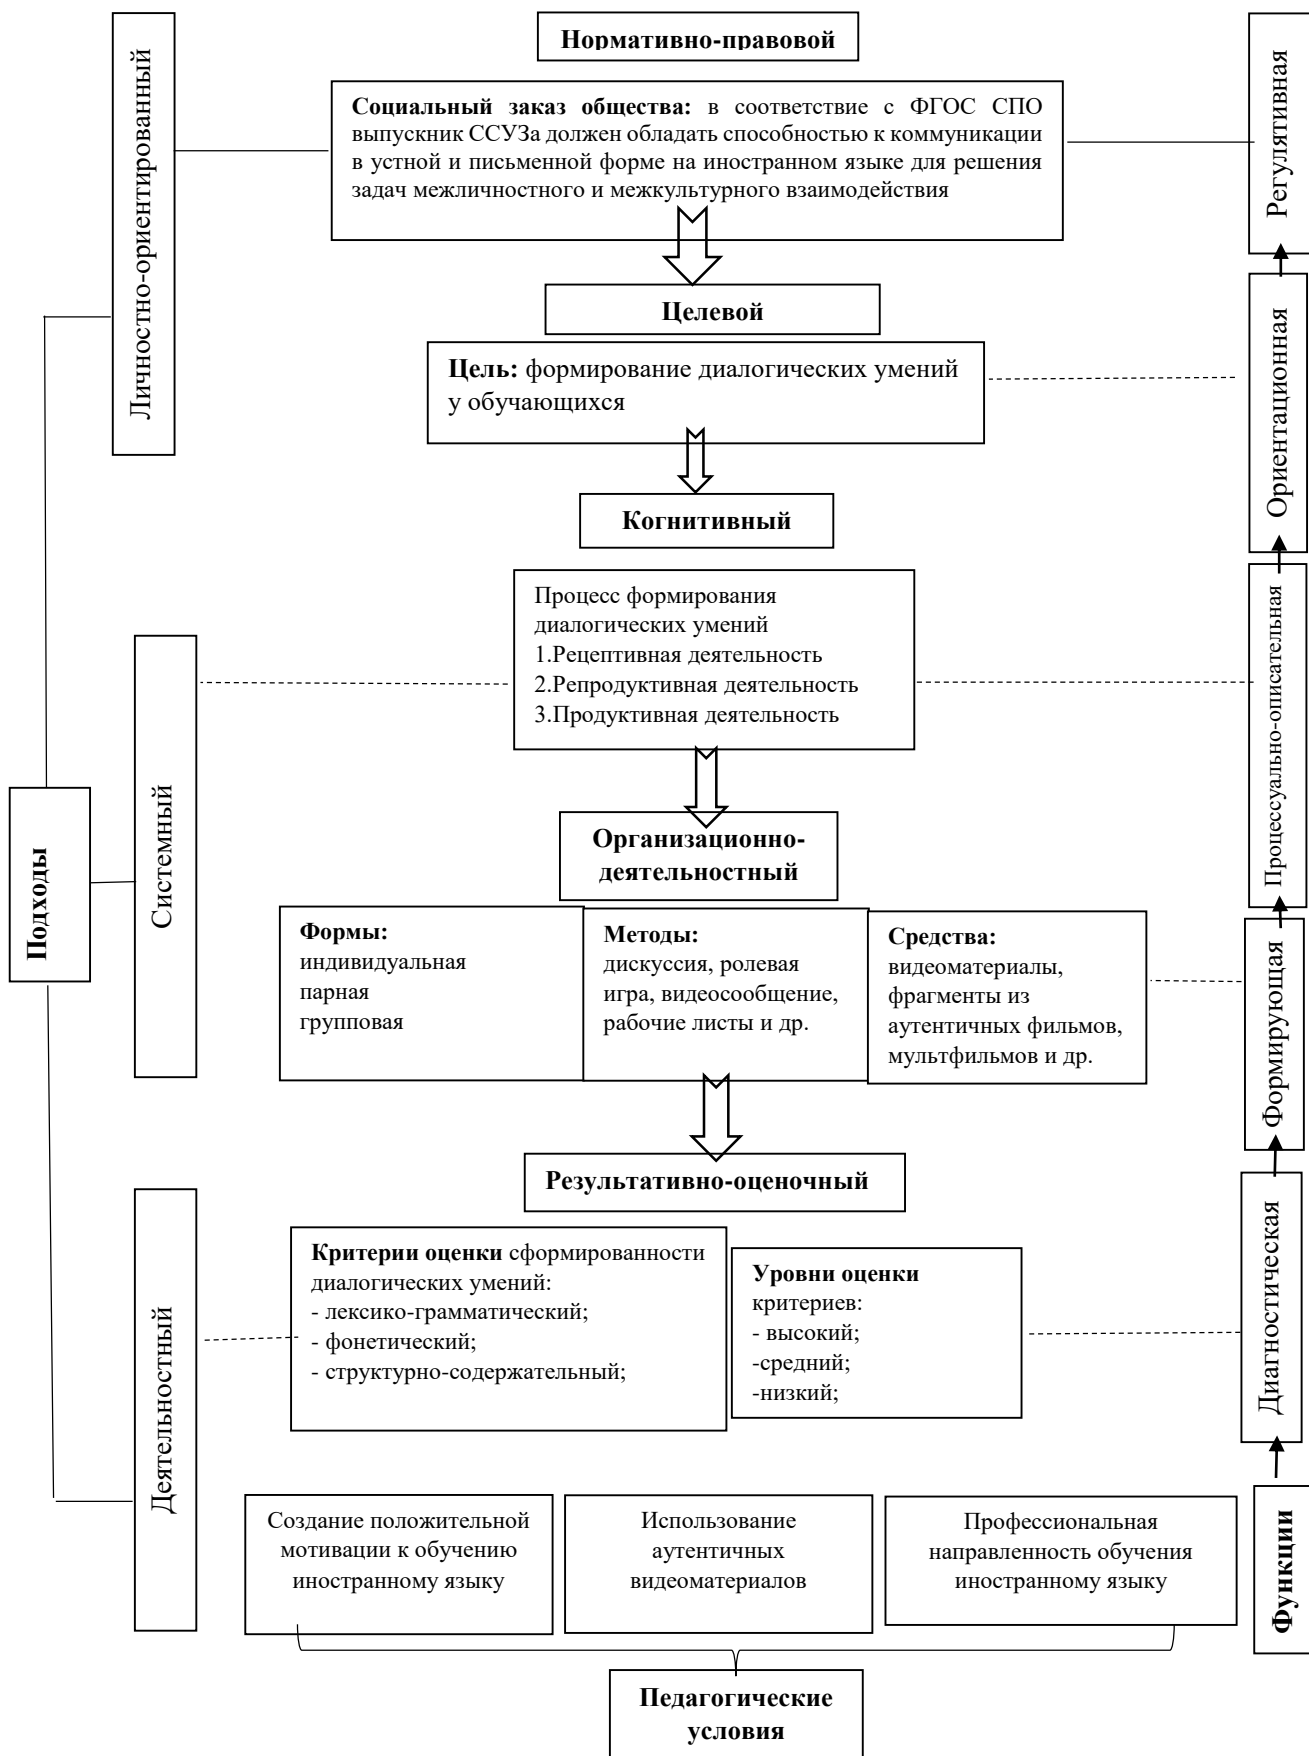 Нормативно-правовой
Социальный заказ общества: в соответствие с ФГОС СПО
выпускник ССУЗа должен обладать способностью к коммуникации
в устной и письменной форме на иностранном языке для решения
задач межличностного и межкультурного взаимодействия
Целевой
Цель: формирование диалогических умений
у обучающихся
Когнитивный
Процесс формирования
диалогических умений
1.Рецептивная деятельность
2.Репродуктивная деятельность
3.Продуктивная деятельность
Организационно-
деятельностный
Формы:
индивидуальная
парная
групповая
Методы:
дискуссия, ролевая
игра, видеосообщение,
рабочие листы и др.
Средства:
видеоматериалы,
фрагменты из
аутентичных фильмов,
мультфильмов и др.
Результативно-оценочный
Критерии оценки сформированности
диалогических умений:
- лексико-грамматический;
- фонетический;
- структурно-содержательный;
Уровни оценки
критериев:
- высокий;
-средний;
-низкий;
Создание положительной
мотивации к обучению
иностранному языку
Использование
аутентичных
видеоматериалов
Профессиональная
направленность обучения
иностранному языку
Педагогические
условия
Подходы
Личностно-ориентированный
Системный
Деятельностный
Регулятивная
Ориентационная
Процессуально-описательная
Формирующая
Диагностическая
Функции